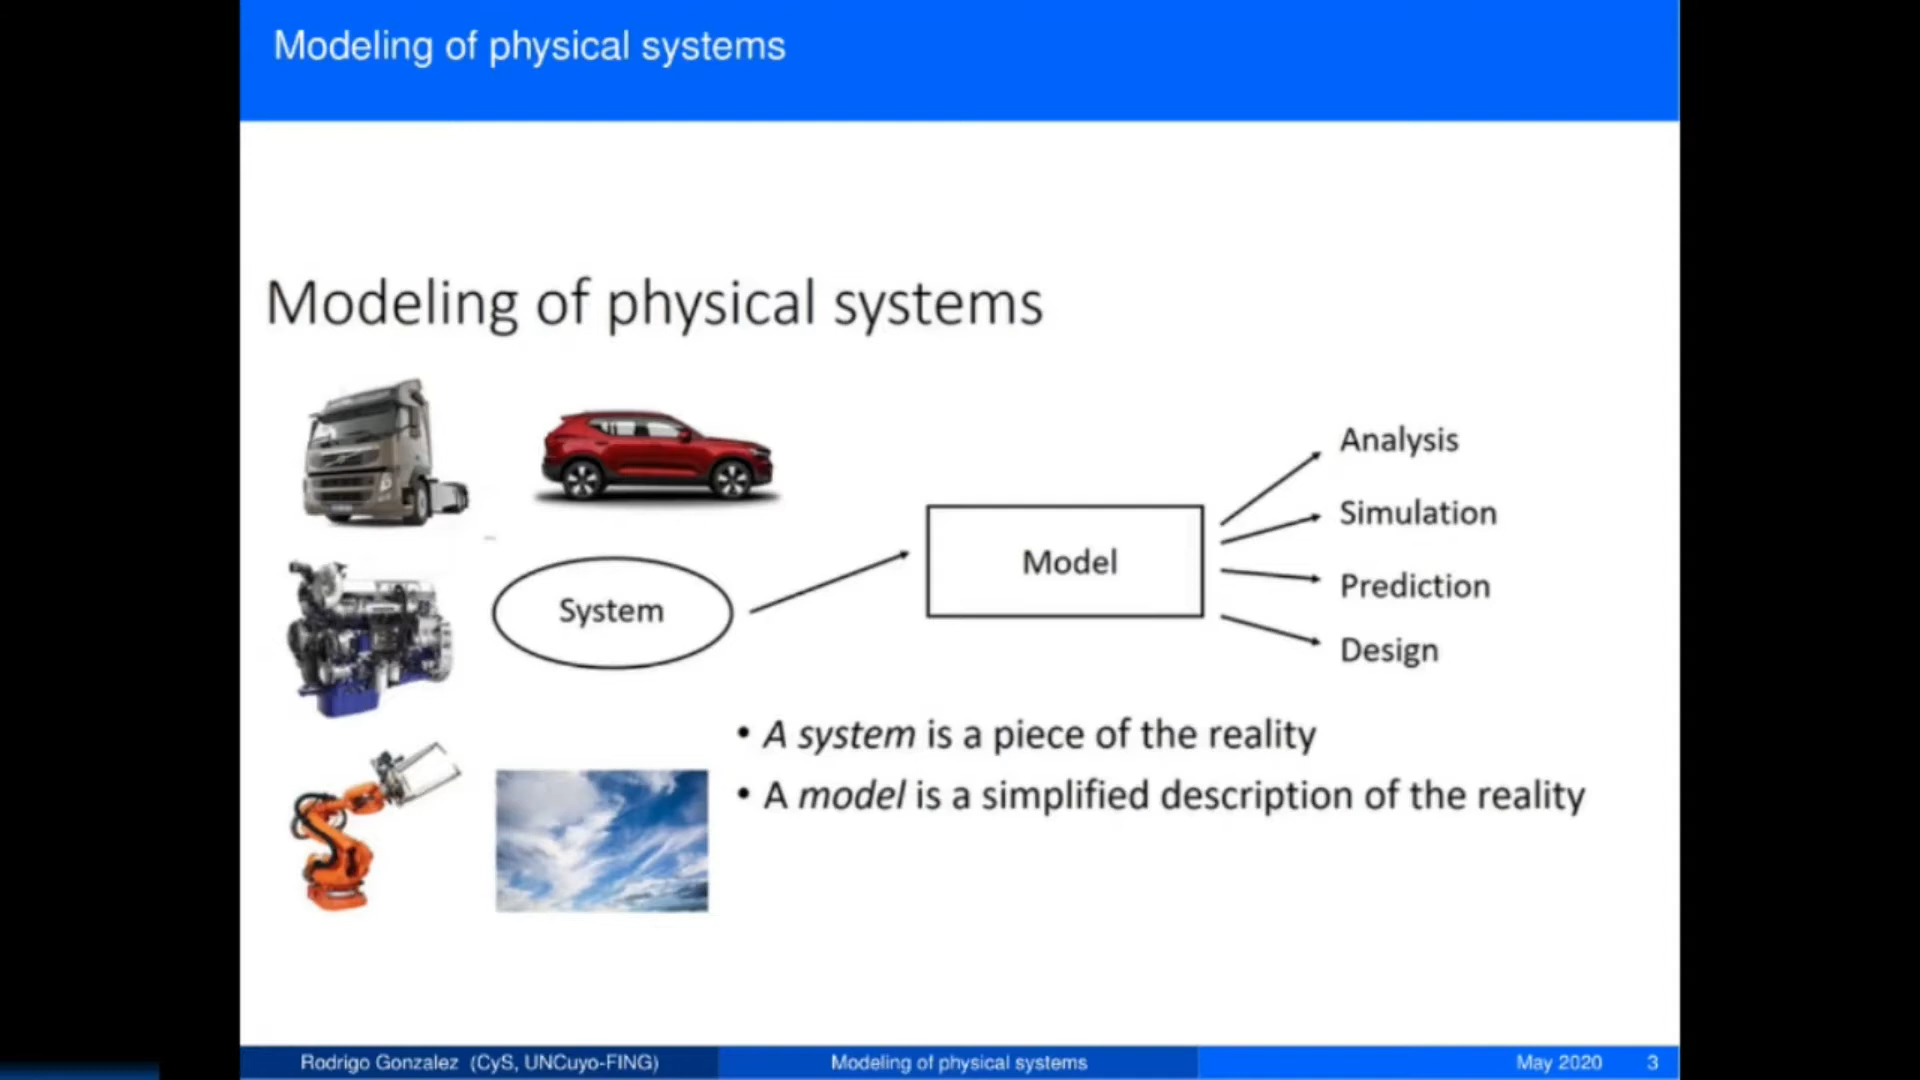 Modeling of physical systems
Modeling of physical systems
System
Model
Analysis
Simulation
Prediction
Design
• A system is a piece of the reality
• A model is a simplified description of the reality
Rodrigo Gonzalez (CyS, UNCuyo-FING)
Modeling of physical systems
May 2020
3